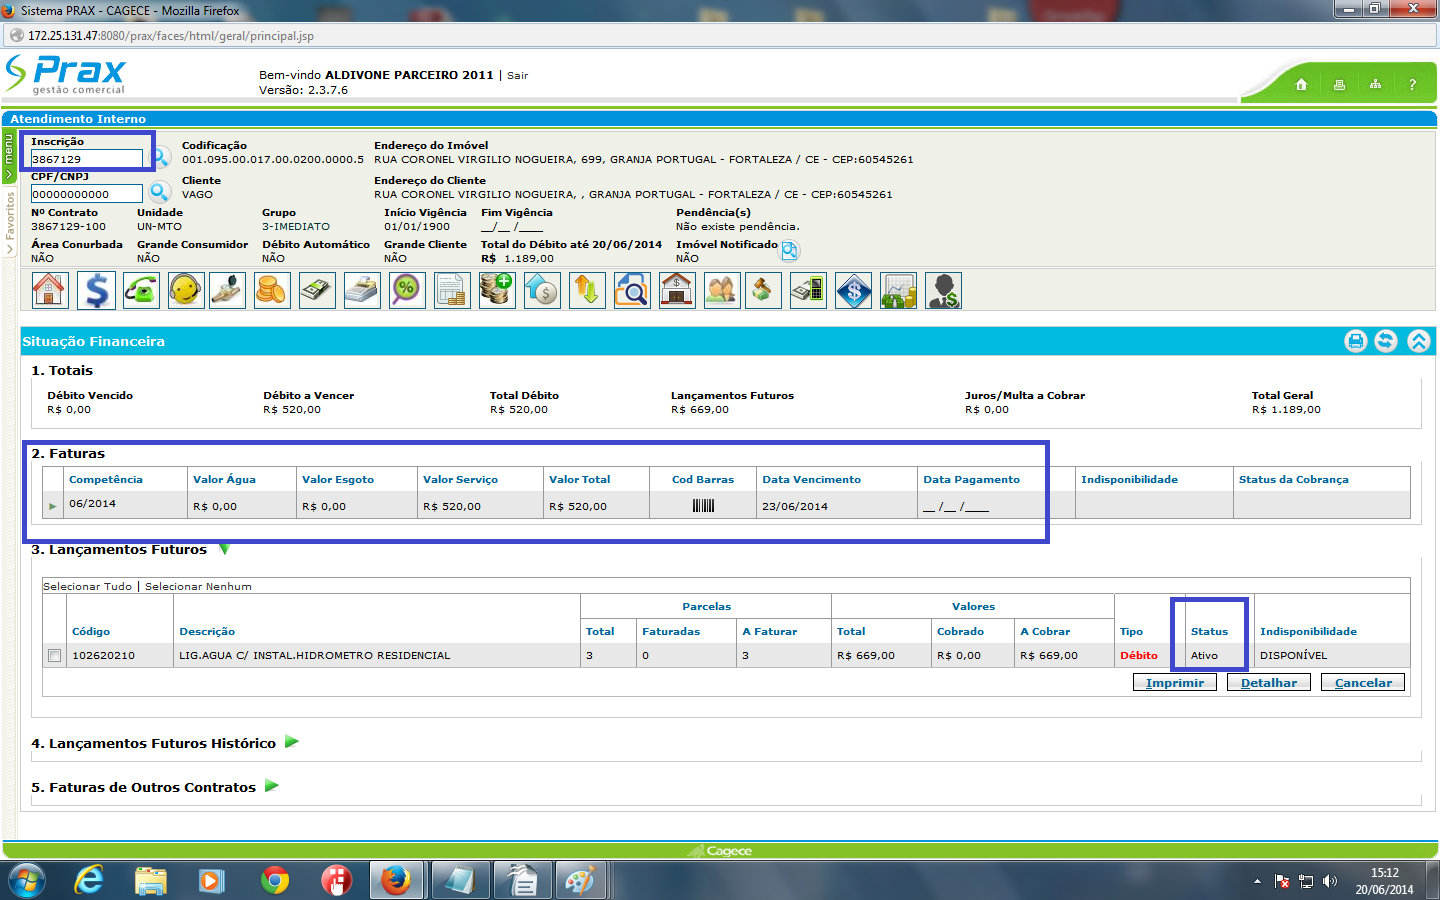 Sistema PRAX - CAGECE - Mozilla Firefox
172.25.131.47:8080/prax/faces/html/geral/principal.jsp
Prax
gestão comercial
Bem-vindo ALDIVONE PARCEIRO 2011 | Sair
Versão: 2.3.7.6
?
Atendimento Interno
menu
Favoritos
Inscrição Codificação Endereço do Imóvel
3867129 001.095.00.017.00.0200.0000.5 RUA CORONEL VIRGILIO NOGUEIRA, 699, GRANJA PORTUGAL - FORTALEZA / CE - CEP:60545261
CPF/CNPJ Cliente Endereço do Cliente
00000000000 VAGO RUA CORONEL VIRGILIO NOGUEIRA, , GRANJA PORTUGAL - FORTALEZA / CE - CEP:60545261
Nº Contrato Unidade Grupo Início Vigência Fim Vigência Pendência(s)
3867129-100 UN-MTO 3-IMEDIATO 01/01/1900 __/__ /____ Não existe pendência.
Área Conurbada Grande Consumidor Débito Automático Grande Cliente Total do Débito até 20/06/2014 Imóvel Notificado
NÃO NÃO NÃO NÃO R$ 1.189,00 NÃO
Situação Financeira
1. Totais
Débito Vencido Débito a Vencer Total Débito Lançamentos Futuros Juros/Multa a Cobrar Total Geral
R$ 0,00 R$ 520,00 R$ 520,00 R$ 669,00 R$ 0,00 R$ 1.189,00
2. Faturas
Competência Valor Água Valor Esgoto Valor Serviço Valor Total Cod Barras Data Vencimento Data Pagamento Indisponibilidade Status da Cobrança
06/2014 R$ 0,00 R$ 0,00 R$ 520,00 R$ 520,00 23/06/2014 __ /__ /____
3. Lançamentos Futuros
Selecionar Tudo | Selecionar Nenhum
Parcelas Valores
Código Descrição Total Faturadas A Faturar Total Cobrado A Cobrar Tipo Status Indisponibilidade
102620210 LIG.AGUA C/ INSTAL.HIDROMETRO RESIDENCIAL 3 0 3 R$ 669,00 R$ 0,00 R$ 669,00 Débito Ativo DISPONÍVEL
Imprimir Detalhar Cancelar
4. Lançamentos Futuros Histórico
5. Faturas de Outros Contratos
Cagece
15:12
20/06/2014